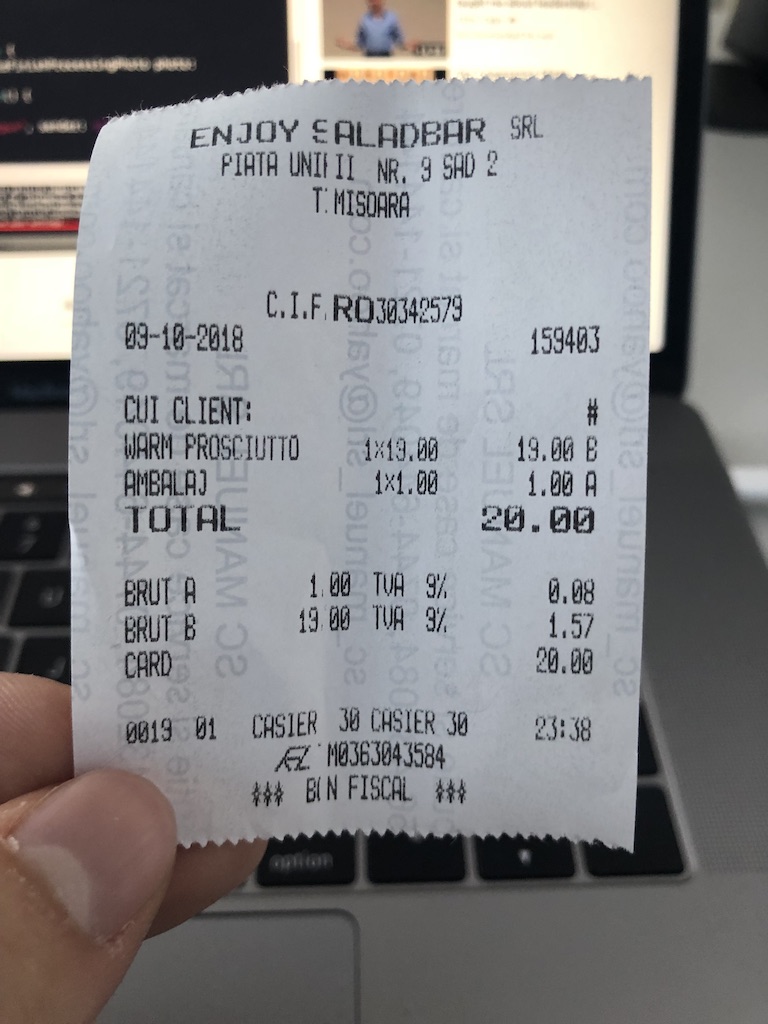 ENJOY SALADBAR SRL
PIATA UNIRII NR. 9 SAD 2
TIMISOARA
C.I.F. RO30342579
09-10-2018 159403
CUI CLIENT: #
WARM PROSCIUTTO 1x19.00 19.00 B
AMBALAJ 1x1.00 1.00 A
TOTAL 20.00
BRUT A 1.00 TVA 9% 0.08
BRUT B 19.00 TVA 9% 1.57
CARD 20.00
0019 01 CASIER 30 CASIER 30 23:38
M0363043584
*** BON FISCAL ***
option